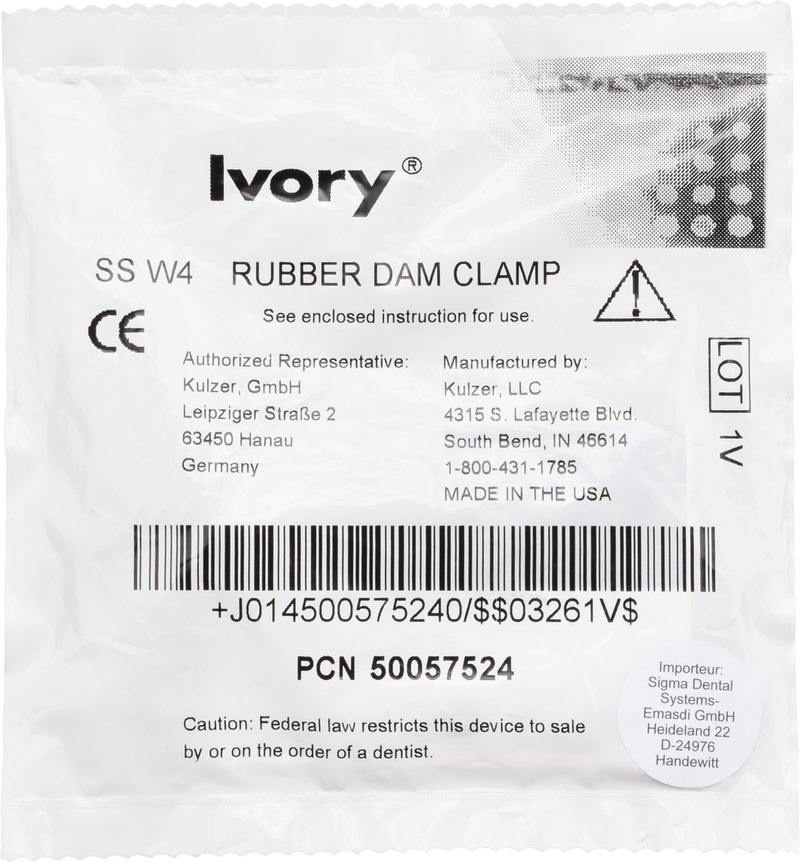 Ivory®
SS W4 RUBBER DAM CLAMP
See enclosed instruction for use.
CE
Authorized Representative:
Kulzer, GmbH
Leipziger Straße 2
63450 Hanau
Germany
Manufactured by:
Kulzer, LLC
4315 S. Lafayette Blvd.
South Bend, IN 46614
1-800-431-1785
MADE IN THE USA
LOT 1V
+J014500575240/$$03261V$
PCN 50057524
Caution: Federal law restricts this device to sale
by or on the order of a dentist.
Importeur:
Sigma Dental
Systems-
Emasdi GmbH
Heideland 22
D-24976
Handewitt